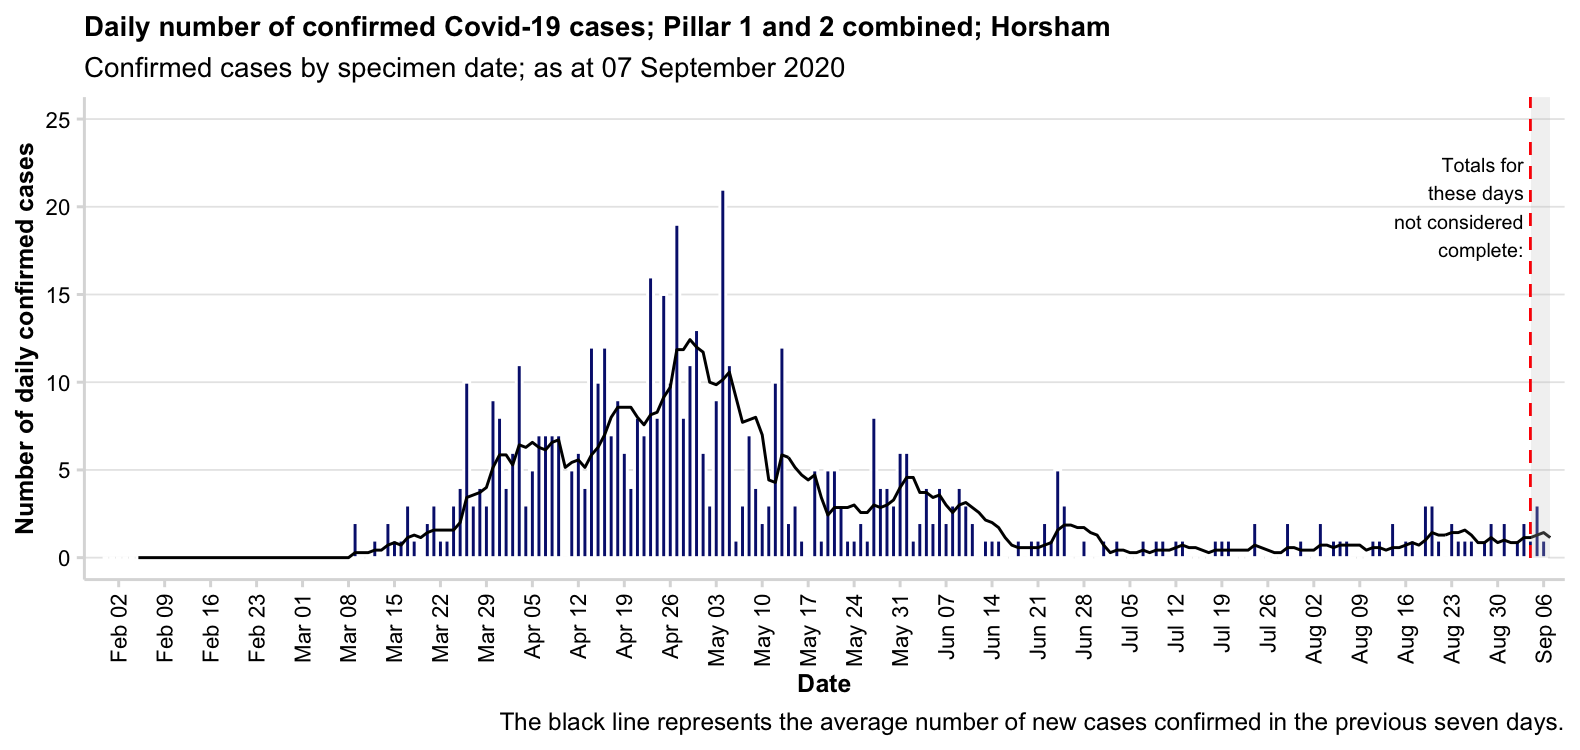 Daily number of confirmed Covid-19 cases; Pillar 1 and 2 combined; Horsham
Confirmed cases by specimen date; as at 07 September 2020
Number of daily confirmed cases
25
20
15
10
5
0
Totals for
these days
not considered
complete:
Feb 02
Feb 09
Feb 16
Feb 23
Mar 01
Mar 08
Mar 15
Mar 22
Mar 29
Apr 05
Apr 12
Apr 19
Apr 26
May 03
May 10
May 17
May 24
May 31
Jun 07
Jun 14
Jun 21
Jun 28
Jul 05
Jul 12
Jul 19
Jul 26
Aug 02
Aug 09
Aug 16
Aug 23
Aug 30
Sep 06
Date
The black line represents the average number of new cases confirmed in the previous seven days.